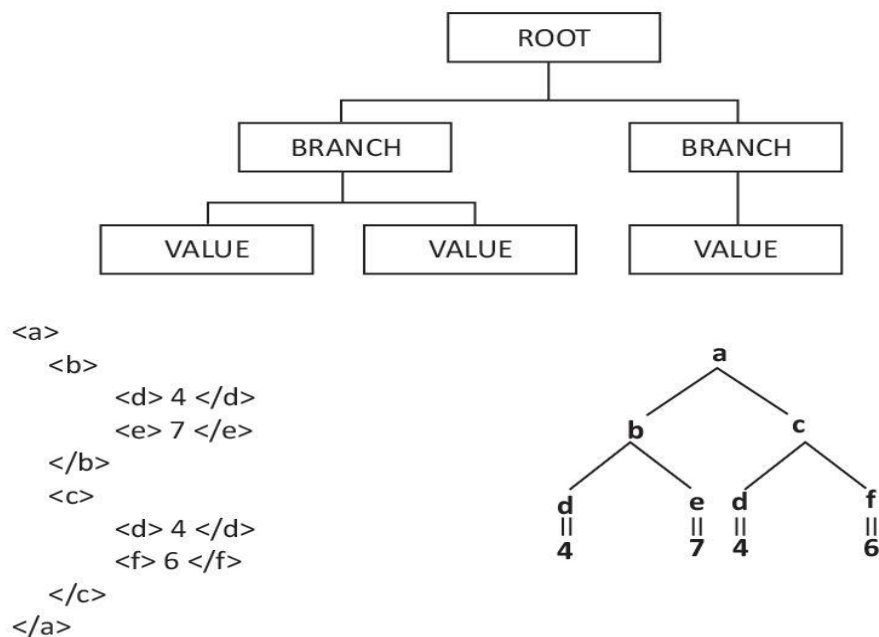 ROOT
BRANCH BRANCH
VALUE VALUE VALUE
<a>
<b>
<d> 4 </d>
<e> 7 </e>
</b>
<c>
<d> 4 </d>
<f> 6 </f>
</c>
</a>
a
b c
d e d f
4 7 4 6